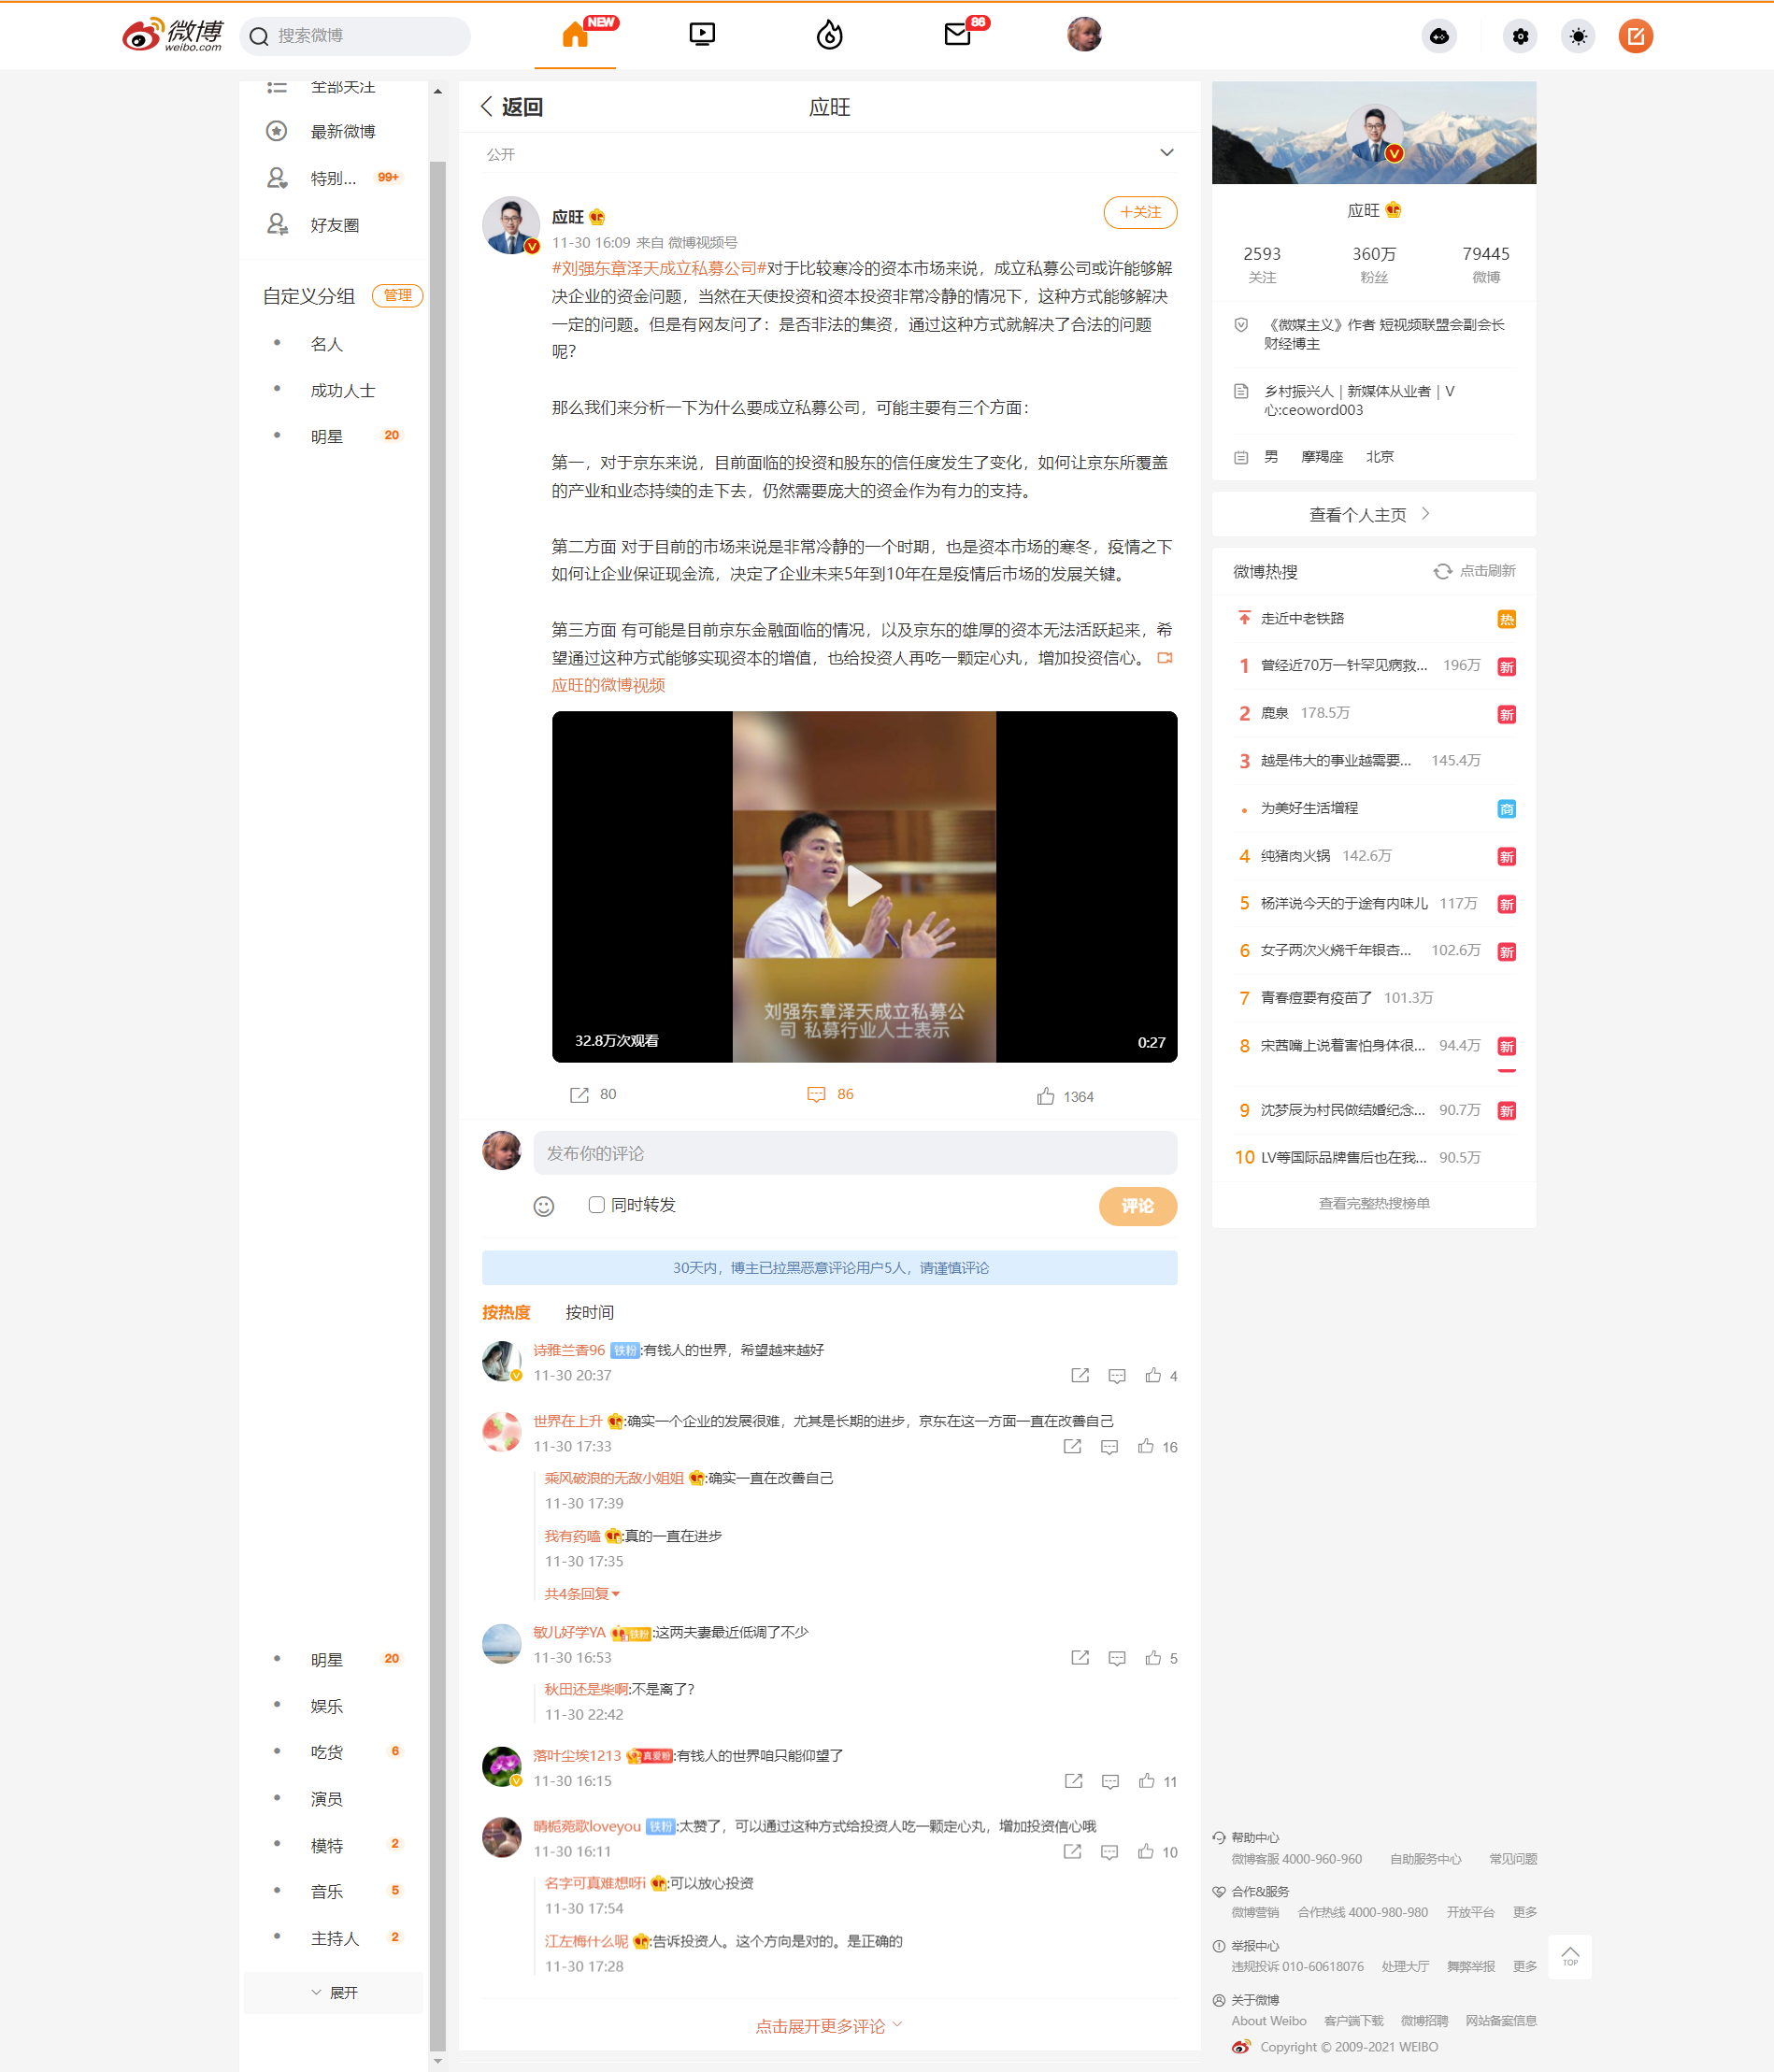 微博
weibo.com
搜索微博
NEW
86
全部关注
最新微博
特别... 99+
好友圈
自定义分组 管理
名人
成功人士
明星 20
明星 20
娱乐
吃货 6
演员
模特 2
音乐 5
主持人 2
展开
返回
应旺
公开
应旺
+关注
11-30 16:09 来自 微博视频号
#刘强东章泽天成立私募公司#对于比较寒冷的资本市场来说，成立私募公司或许能够解
决企业的资金问题，当然在天使投资和资本投资非常冷静的情况下，这种方式能够解决
一定的问题。但是有网友问了：是否非法的集资，通过这种方式就解决了合法的问题
呢？
那么我们来分析一下为什么要成立私募公司，可能主要有三个方面：
第一，对于京东来说，目前面临的投资和股东的信任度发生了变化，如何让京东所覆盖
的产业和业态持续的走下去，仍然需要庞大的资金作为有力的支持。
第二方面 对于目前的市场来说是非常冷静的一个时期，也是资本市场的寒冬，疫情之下
如何让企业保证现金流，决定了企业未来5年到10年在是疫情后市场的发展关键。
第三方面 有可能是目前京东金融面临的情况，以及京东的雄厚的资本无法活跃起来，希
望通过这种方式能够实现资本的增值，也给投资人再吃一颗定心丸，增加投资信心。
应旺的微博视频
刘强东章泽天成立私募公
司 私募行业人士表示
32.8万次观看
0:27
80
86
1364
发布你的评论
同时转发
评论
30天内，博主已拉黑恶意评论用户5人，请谨慎评论
按热度 按时间
诗雅兰香96 铁粉:有钱人的世界，希望越来越好
11-30 20:37 4
世界在上升:确实一个企业的发展很难，尤其是长期的进步，京东在这一方面一直在改善自己
11-30 17:33 16
乘风破浪的无敌小姐姐:确实一直在改善自己
11-30 17:39
我有药嗑:真的一直在进步
11-30 17:35
共4条回复
敏儿好学YA 铁粉:这两夫妻最近低调了不少
11-30 16:53 5
秋田还是柴啊:不是离了？
11-30 22:42
落叶尘埃1213 真爱粉:有钱人的世界咱只能仰望了
11-30 16:15 11
晴栀菀歌loveyou 铁粉:太赞了，可以通过这种方式给投资人吃一颗定心丸，增加投资信心哦
11-30 16:11 10
名字可真难想呀i:可以放心投资
11-30 17:54
江左梅什么呢:告诉投资人。这个方向是对的。是正确的
11-30 17:28
点击展开更多评论
应旺
2593 360万 79445
关注 粉丝 微博
《微媒主义》作者 短视频联盟会副会长
财经博主
乡村振兴人｜新媒体从业者｜V
心:ceoword003
男 摩羯座 北京
查看个人主页
微博热搜 点击刷新
走近中老铁路 热
1 曾经近70万一针罕见病救... 196万 新
2 鹿泉 178.5万 新
3 越是伟大的事业越需要... 145.4万
为美好生活增程 商
4 纯猪肉火锅 142.6万 新
5 杨洋说今天的于途有内味儿 117万 新
6 女子两次火烧千年银杏... 102.6万 新
7 青春痘要有疫苗了 101.3万
8 宋茜嘴上说着害怕身体很... 94.4万 新
9 沈梦辰为村民做结婚纪念... 90.7万 新
10 LV等国际品牌售后也在我... 90.5万
查看完整热搜榜单
帮助中心
微博客服 4000-960-960 自助服务中心 常见问题
合作&服务
微博营销 合作热线 4000-980-980 开放平台 更多
举报中心
违规投诉 010-60618076 处理大厅 舞弊举报 更多
关于微博
About Weibo 客户端下载 微博招聘 网站备案信息
Copyright © 2009-2021 WEIBO
TOP